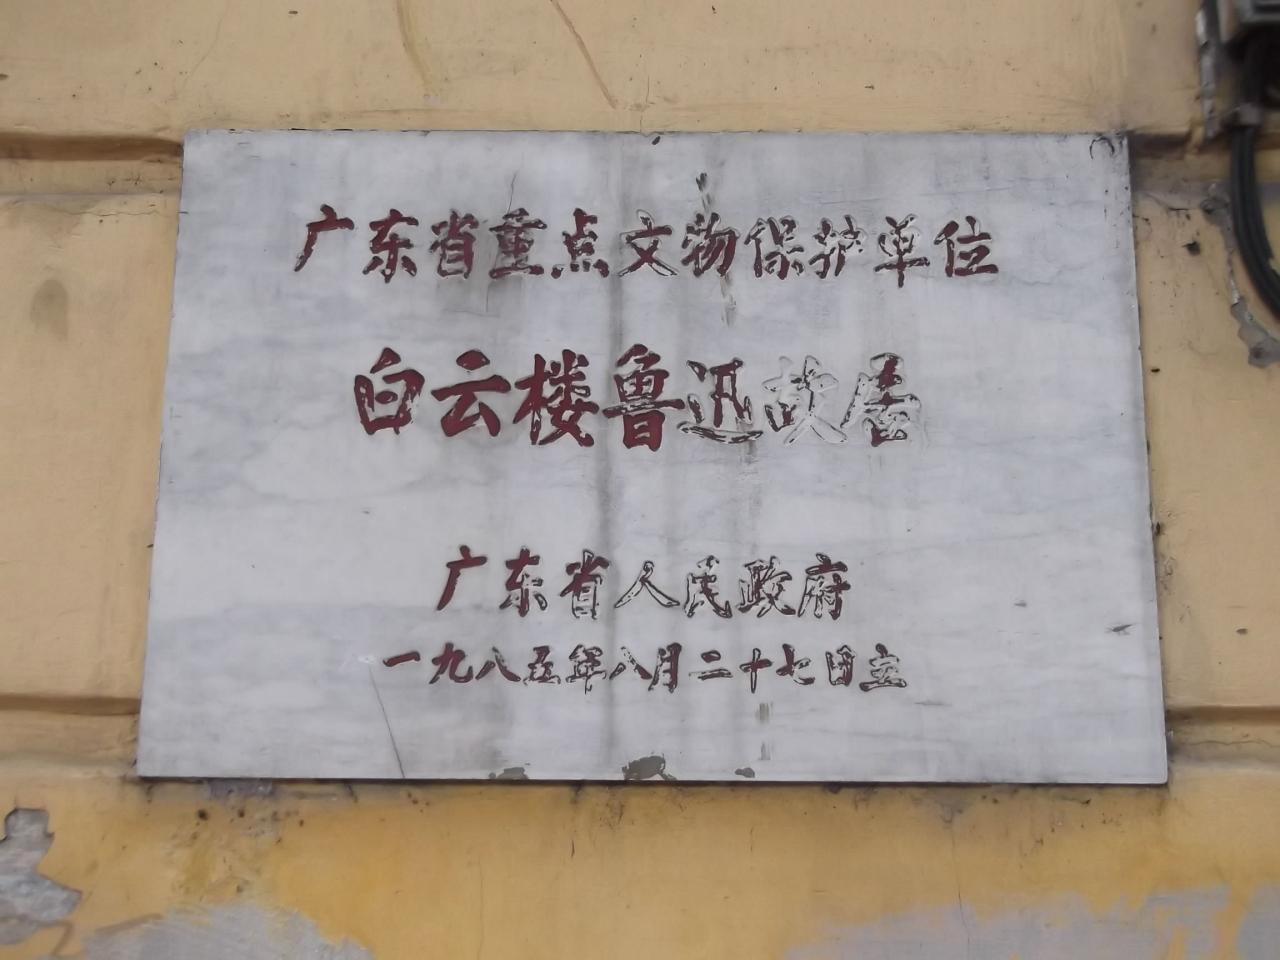 广东省重点文物保护单位
白云楼鲁迅故居
广东省人民政府
一九八五年八月二十七日立